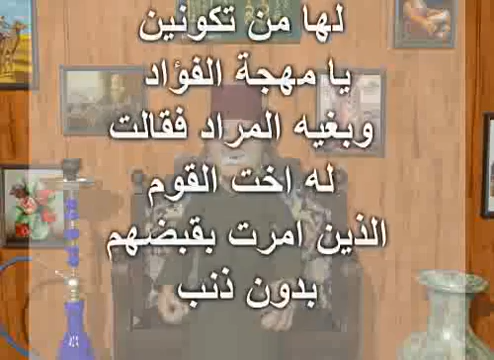 لها من تكونين
يا مهجة الفؤاد
وبغيه المراد فقالت
له اخت القوم
الذين امرت بقبضهم
بدون ذنب